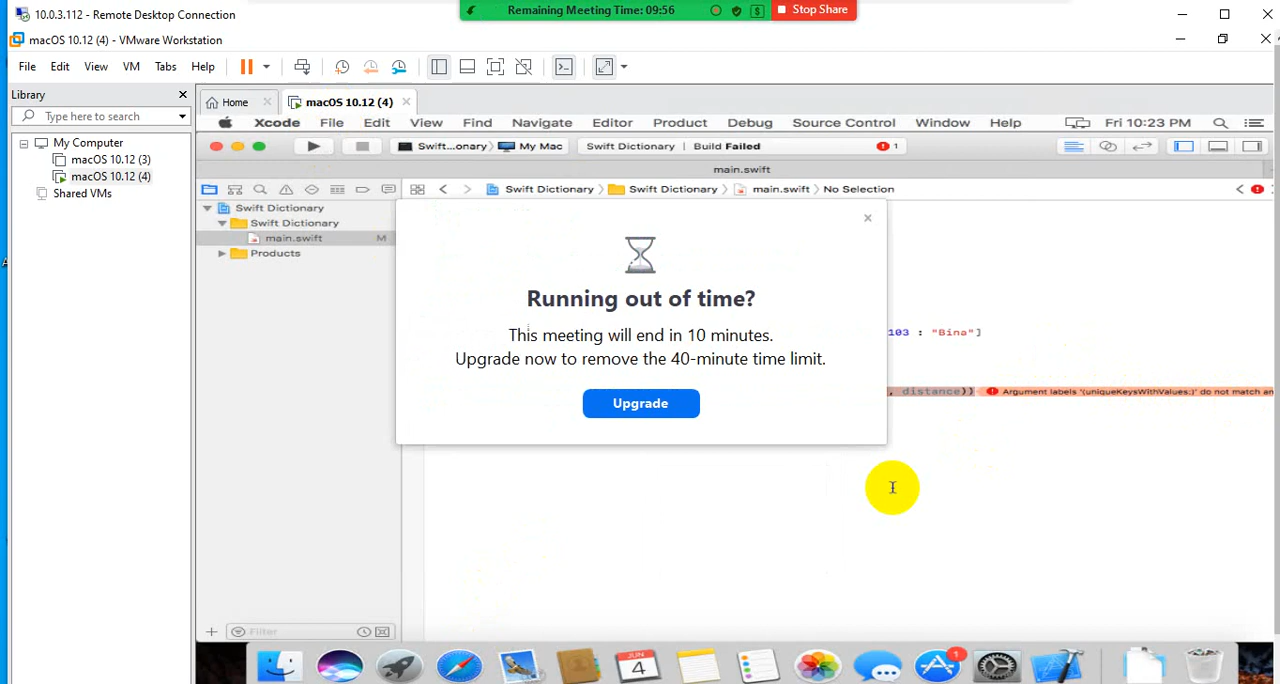 10.0.3.112 - Remote Desktop Connection
Remaining Meeting Time: 09:56
Stop Share
macOS 10.12 (4) - VMware Workstation
File Edit View VM Tabs Help
Library
Type here to search
My Computer
macOS 10.12 (3)
macOS 10.12 (4)
Shared VMs
Home macOS 10.12 (4)
Xcode File Edit View Find Navigate Editor Product Debug Source Control Window Help Fri 10:23 PM
Swift...onary My Mac Swift Dictionary | Build Failed 1
main.swift
Swift Dictionary Swift Dictionary main.swift No Selection
Swift Dictionary
Swift Dictionary
main.swift M
Products
Running out of time?
This meeting will end in 10 minutes.
Upgrade now to remove the 40-minute time limit.
Upgrade
103 : "Bina"]
, distance)) Argument labels '(uniqueKeysWithValues:)' do not match an
Filter
JUN
4
1